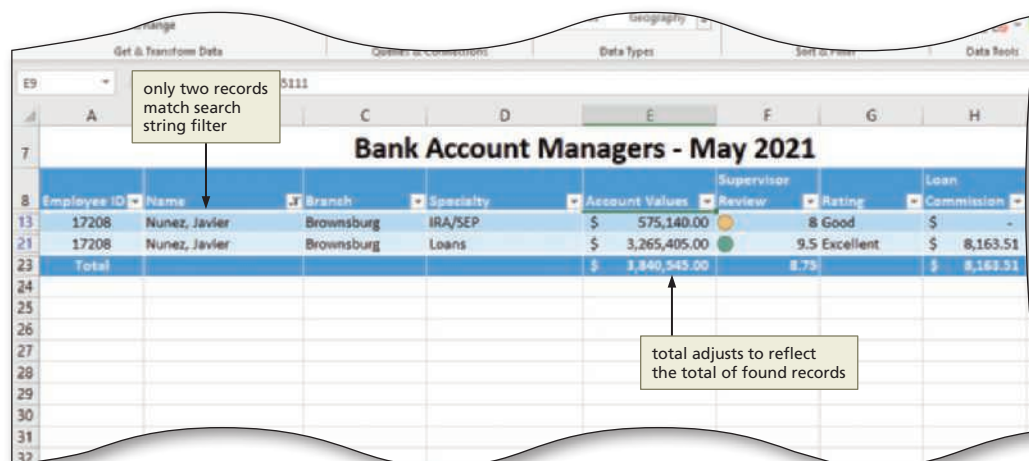 Geography
Get & Transform Data Queries & Connections Data Types Sort & Filter Data Tools
E9 5111
only two records
match search
string filter
A C D E F G H
7 Bank Account Managers - May 2021
8 Employee ID Name Branch Specialty Account Values Supervisor Review Rating Loan Commission
13 17208 Nunez, Javier Brownsburg IRA/SEP $ 575,140.00 8 Good $ -
21 17208 Nunez, Javier Brownsburg Loans $ 3,265,405.00 9.5 Excellent $ 8,163.51
23 Total $ 3,840,545.00 8.75 $ 8,163.51
24
25
26
27
total adjusts to reflect
the total of found records
28
29
30
31
32